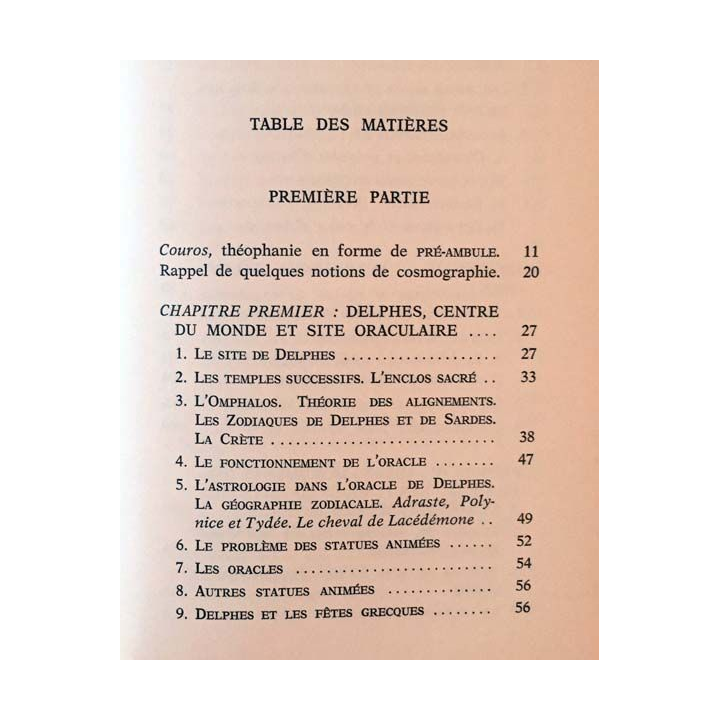 TABLE DES MATIÈRES
PREMIÈRE PARTIE
Couros, théophanie en forme de PRÉ-AMBULE. 11
Rappel de quelques notions de cosmographie. 20
CHAPITRE PREMIER : DELPHES, CENTRE
DU MONDE ET SITE ORACULAIRE .... 27
1. LE SITE DE DELPHES .................... 27
2. LES TEMPLES SUCCESSIFS. L'ENCLOS SACRÉ .. 33
3. L'OMPHALOS. THÉORIE DES ALIGNEMENTS.
LES ZODIAQUES DE DELPHES ET DE SARDES.
LA CRÈTE ............................. 38
4. LE FONCTIONNEMENT DE L'ORACLE ........ 47
5. L'ASTROLOGIE DANS L'ORACLE DE DELPHES.
LA GÉOGRAPHIE ZODIACALE. Adraste, Poly-
nice et Tydée. Le cheval de Lacédémone .. 49
6. LE PROBLÈME DES STATUES ANIMÉES ...... 52
7. LES ORACLES .......................... 54
8. AUTRES STATUES ANIMÉES .............. 56
9. DELPHES ET LES FÊTES GRECQUES ........ 56